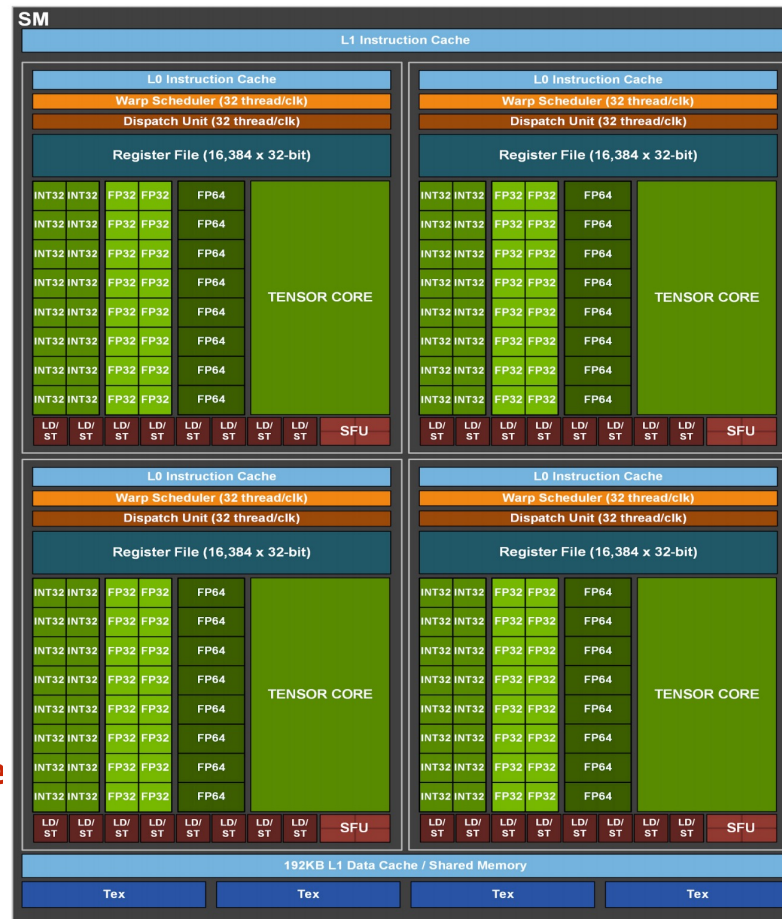 SM
L1 Instruction Cache
L0 Instruction Cache
Warp Scheduler (32 thread/clk)
Dispatch Unit (32 thread/clk)
Register File (16,384 x 32-bit)
INT32 INT32 FP32 FP32 FP64
INT32 INT32 FP32 FP32 FP64
INT32 INT32 FP32 FP32 FP64
INT32 INT32 FP32 FP32 FP64
INT32 INT32 FP32 FP32 FP64
INT32 INT32 FP32 FP32 FP64
INT32 INT32 FP32 FP32 FP64
INT32 INT32 FP32 FP32 FP64
TENSOR CORE
LD/ LD/ LD/ LD/ LD/ LD/ LD/ LD/
ST ST ST ST ST ST ST ST
SFU
L0 Instruction Cache
Warp Scheduler (32 thread/clk)
Dispatch Unit (32 thread/clk)
Register File (16,384 x 32-bit)
INT32 INT32 FP32 FP32 FP64
INT32 INT32 FP32 FP32 FP64
INT32 INT32 FP32 FP32 FP64
INT32 INT32 FP32 FP32 FP64
INT32 INT32 FP32 FP32 FP64
INT32 INT32 FP32 FP32 FP64
INT32 INT32 FP32 FP32 FP64
INT32 INT32 FP32 FP32 FP64
TENSOR CORE
LD/ LD/ LD/ LD/ LD/ LD/ LD/ LD/
ST ST ST ST ST ST ST ST
SFU
L0 Instruction Cache
Warp Scheduler (32 thread/clk)
Dispatch Unit (32 thread/clk)
Register File (16,384 x 32-bit)
INT32 INT32 FP32 FP32 FP64
INT32 INT32 FP32 FP32 FP64
INT32 INT32 FP32 FP32 FP64
INT32 INT32 FP32 FP32 FP64
INT32 INT32 FP32 FP32 FP64
INT32 INT32 FP32 FP32 FP64
INT32 INT32 FP32 FP32 FP64
INT32 INT32 FP32 FP32 FP64
TENSOR CORE
LD/ LD/ LD/ LD/ LD/ LD/ LD/ LD/
ST ST ST ST ST ST ST ST
SFU
L0 Instruction Cache
Warp Scheduler (32 thread/clk)
Dispatch Unit (32 thread/clk)
Register File (16,384 x 32-bit)
INT32 INT32 FP32 FP32 FP64
INT32 INT32 FP32 FP32 FP64
INT32 INT32 FP32 FP32 FP64
INT32 INT32 FP32 FP32 FP64
INT32 INT32 FP32 FP32 FP64
INT32 INT32 FP32 FP32 FP64
INT32 INT32 FP32 FP32 FP64
INT32 INT32 FP32 FP32 FP64
TENSOR CORE
LD/ LD/ LD/ LD/ LD/ LD/ LD/ LD/
ST ST ST ST ST ST ST ST
SFU
192KB L1 Data Cache / Shared Memory
Tex Tex Tex Tex